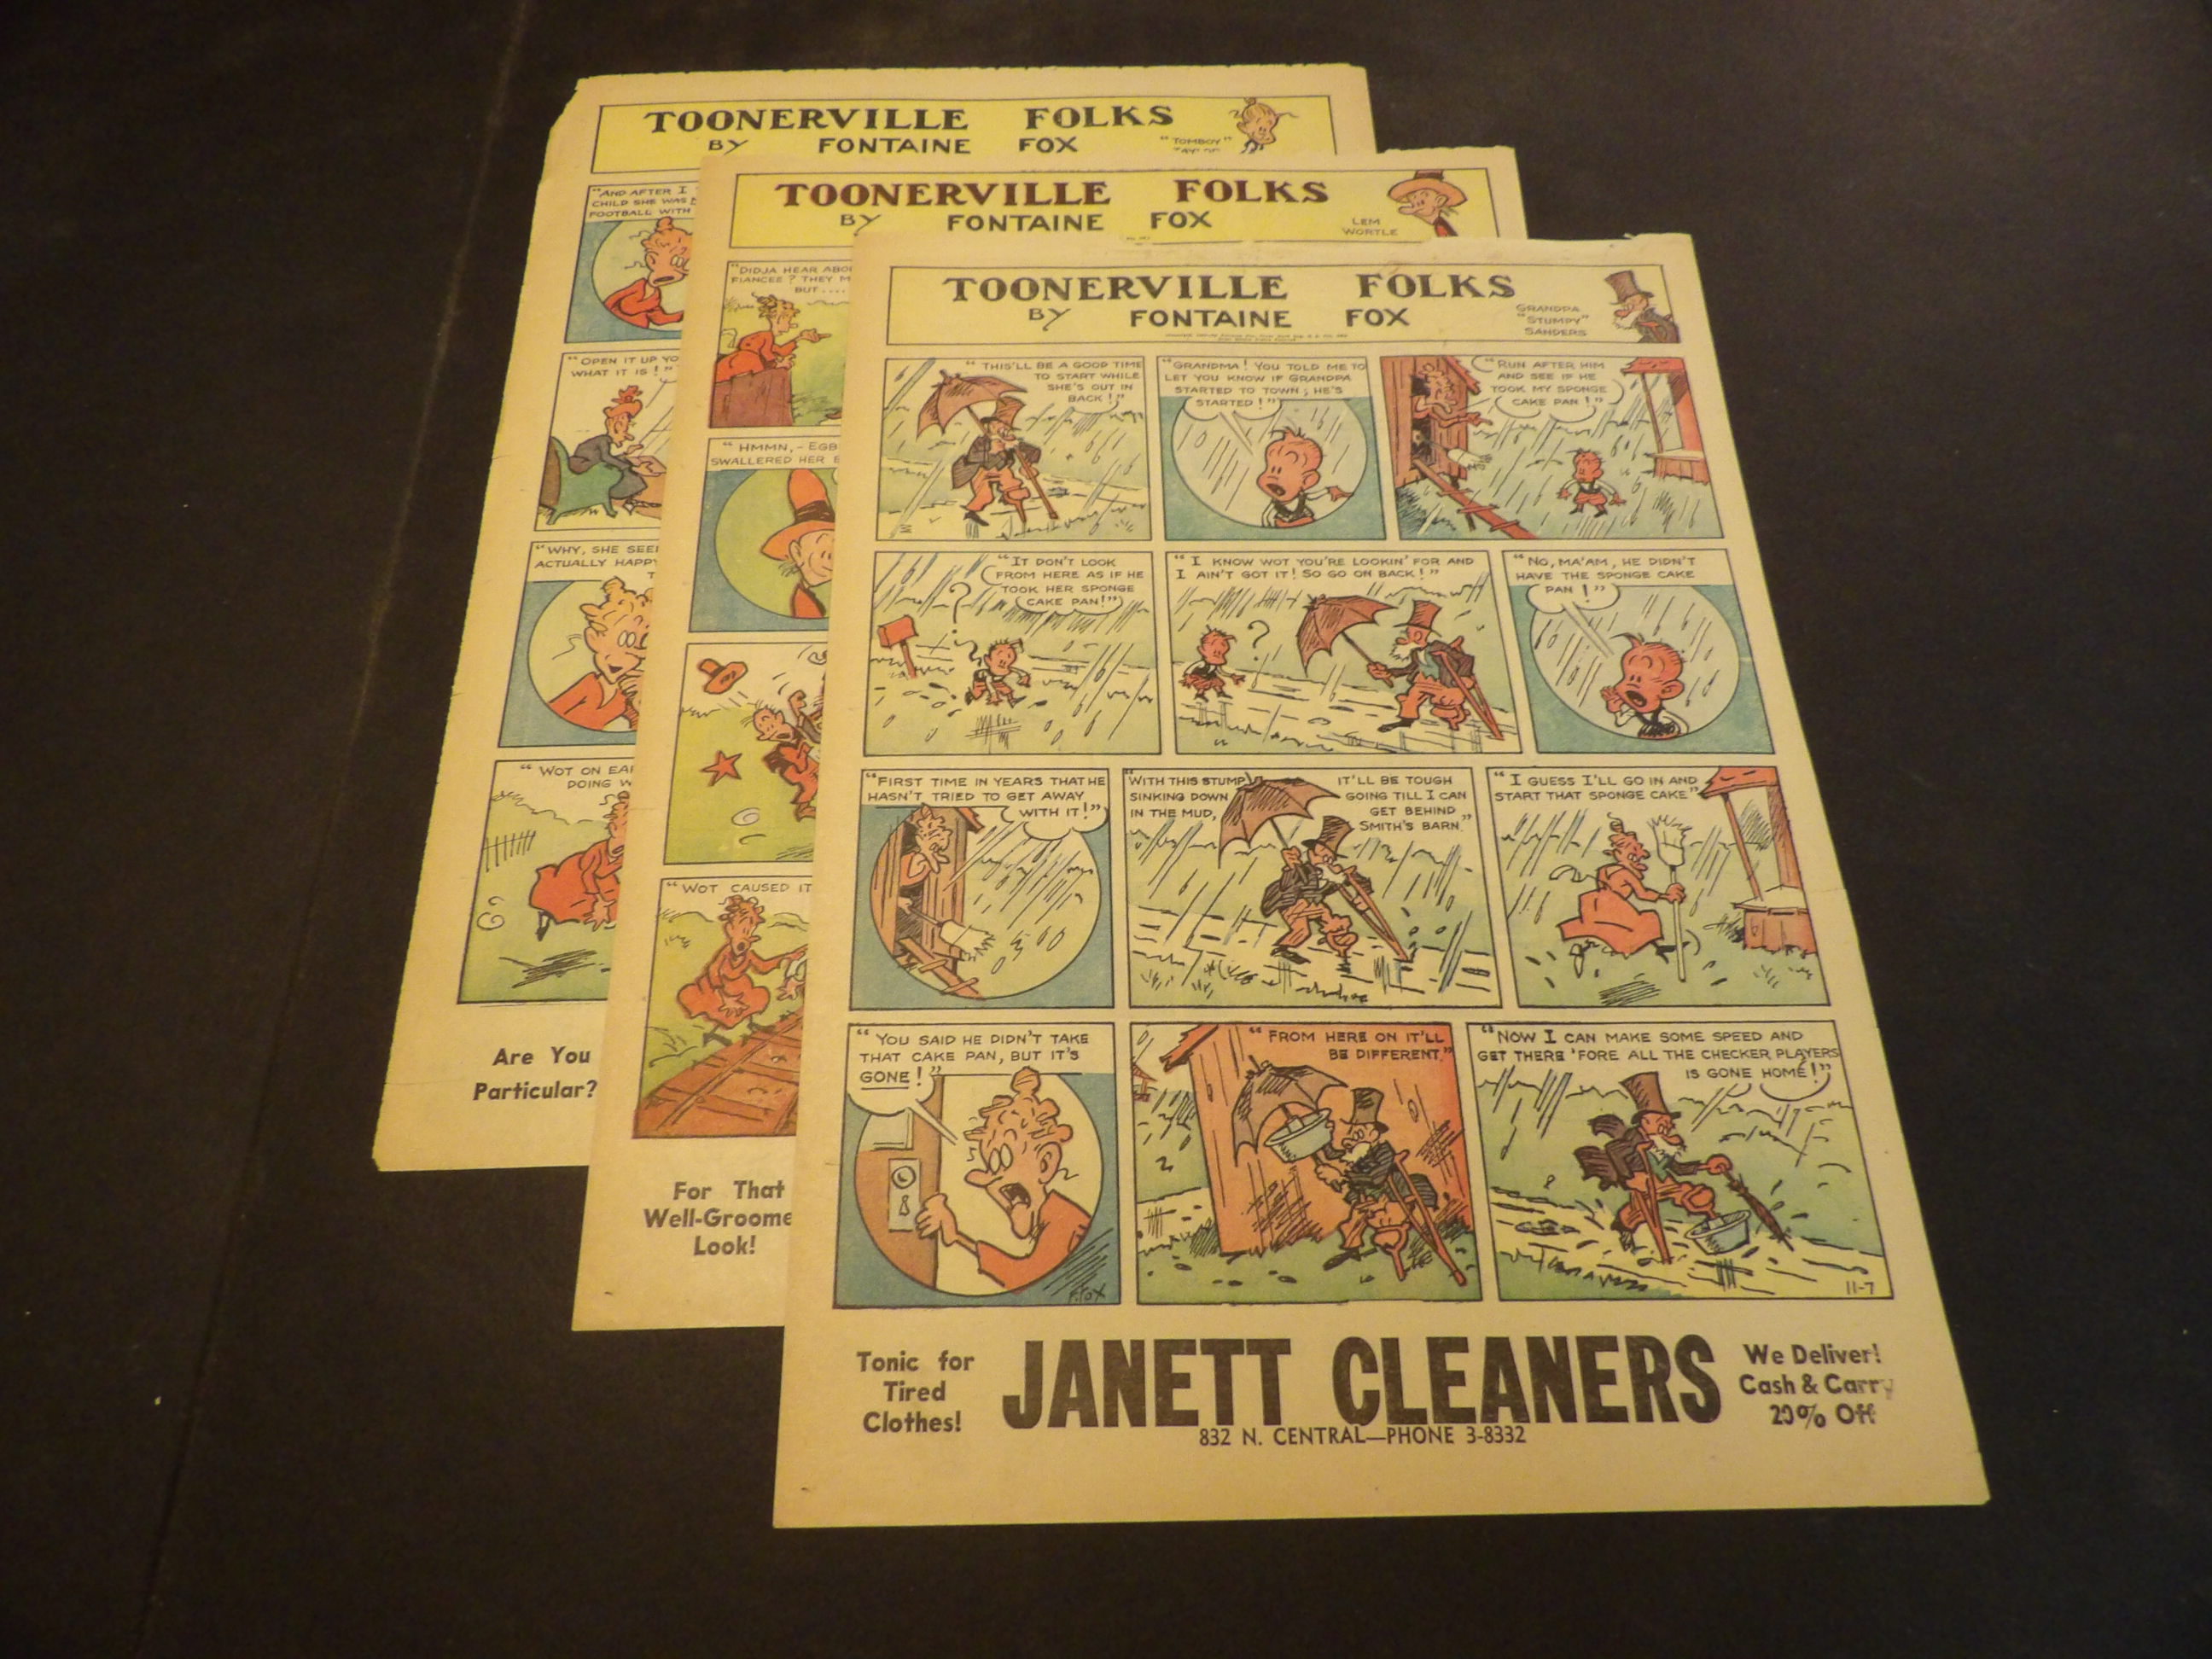 TOONERVILLE FOLKS
BY FONTAINE FOX
"TOMBOY"
"AND AFTER I
CHILD SHE WAS
FOOTBALL WITH
"OPEN IT UP YO
WHAT IT IS!"
"WHY, SHE SEE
ACTUALLY HAPP
"WOT ON EA
DOING W
Are You
Particular?
TOONERVILLE FOLKS
BY FONTAINE FOX
LEM
WORTLE
"DIDJA HEAR ABO
FIANCEE? THEY M
BUT....
"HMMN,- EGB
SWALLERED HER
"WOT CAUSED IT
For That
Well-Groome
Look!
TOONERVILLE FOLKS
BY FONTAINE FOX
GRANDPA
"STUMPY"
SANDERS
"THIS'LL BE A GOOD TIME
TO START WHILE
SHE'S OUT IN
BACK!"
"GRANDMA! YOU TOLD ME TO
LET YOU KNOW IF GRANDPA
STARTED TO TOWN; HE'S
STARTED!"
"RUN AFTER HIM
AND SEE IF HE
TOOK MY SPONGE
CAKE PAN!"
"IT DON'T LOOK
FROM HERE AS IF HE
TOOK HER SPONGE
CAKE PAN!"
?
"I KNOW WOT YOU'RE LOOKIN' FOR AND
I AIN'T GOT IT! SO GO ON BACK!"
?
"NO, MA'AM, HE DIDN'T
HAVE THE SPONGE CAKE
PAN!"
"FIRST TIME IN YEARS THAT HE
HASN'T TRIED TO GET AWAY
WITH IT!"
"WITH THIS STUMP
SINKING DOWN
IN THE MUD,
IT'LL BE TOUGH
GOING TILL I CAN
GET BEHIND
SMITH'S BARN."
"I GUESS I'LL GO IN AND
START THAT SPONGE CAKE"
"YOU SAID HE DIDN'T TAKE
THAT CAKE PAN, BUT IT'S
GONE!"
F. FOX
"FROM HERE ON IT'LL
BE DIFFERENT."
"NOW I CAN MAKE SOME SPEED AND
GET THERE 'FORE ALL THE CHECKER PLAYERS
IS GONE HOME!"
11-7
Tonic for
Tired
Clothes!
JANETT CLEANERS
832 N. CENTRAL—PHONE 3-8332
We Deliver!
Cash & Carry
20% Off